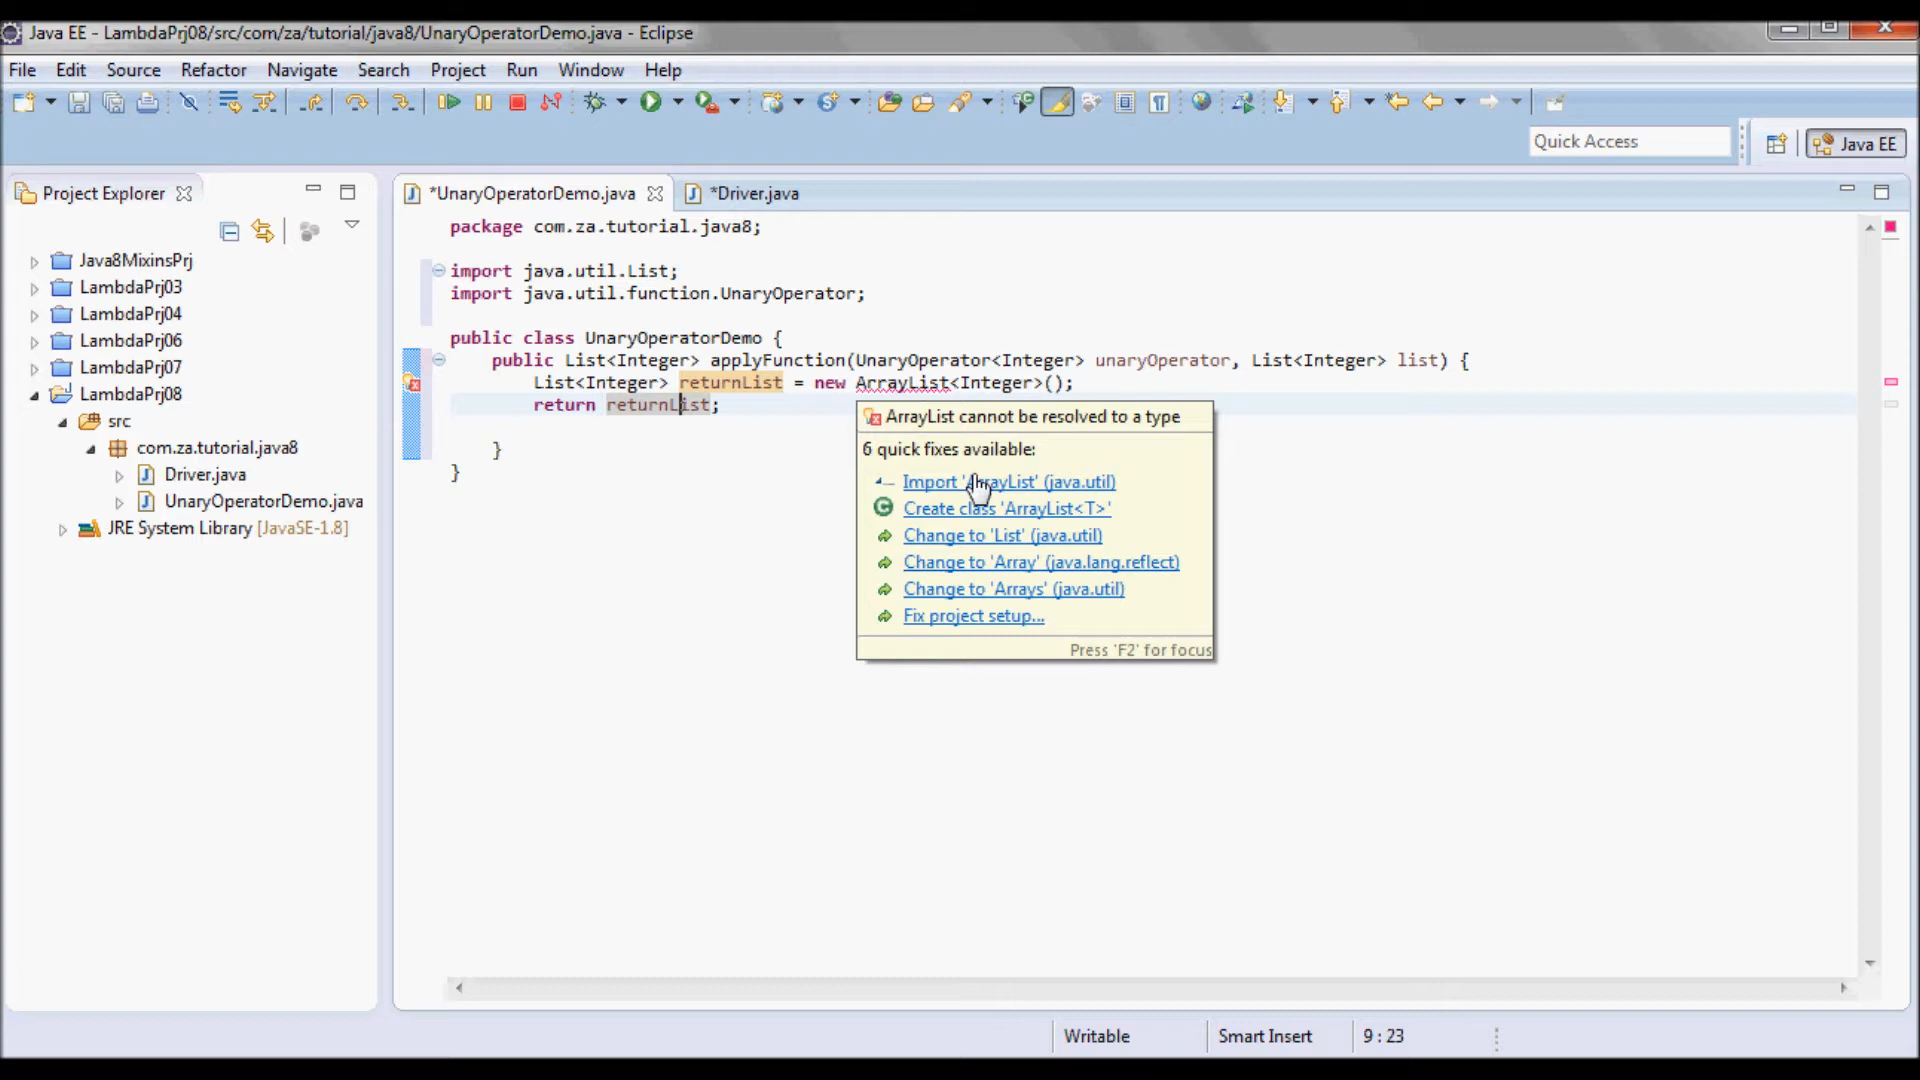 Java EE - LambdaPrj08/src/com/za/tutorial/java8/UnaryOperatorDemo.java - Eclipse
File Edit Source Refactor Navigate Search Project Run Window Help
Quick Access
Java EE
Project Explorer
Java8MixinsPrj
LambdaPrj03
LambdaPrj04
LambdaPrj06
LambdaPrj07
LambdaPrj08
src
com.za.tutorial.java8
Driver.java
UnaryOperatorDemo.java
JRE System Library [JavaSE-1.8]
*UnaryOperatorDemo.java
*Driver.java
package com.za.tutorial.java8;
import java.util.List;
import java.util.function.UnaryOperator;
public class UnaryOperatorDemo {
public List<Integer> applyFunction(UnaryOperator<Integer> unaryOperator, List<Integer> list) {
List<Integer> returnList = new ArrayList<Integer>();
return returnList;
}
}
ArrayList cannot be resolved to a type
6 quick fixes available:
Import 'ArrayList' (java.util)
Create class 'ArrayList<T>'
Change to 'List' (java.util)
Change to 'Array' (java.lang.reflect)
Change to 'Arrays' (java.util)
Fix project setup...
Press 'F2' for focus
Writable
Smart Insert
9 : 23